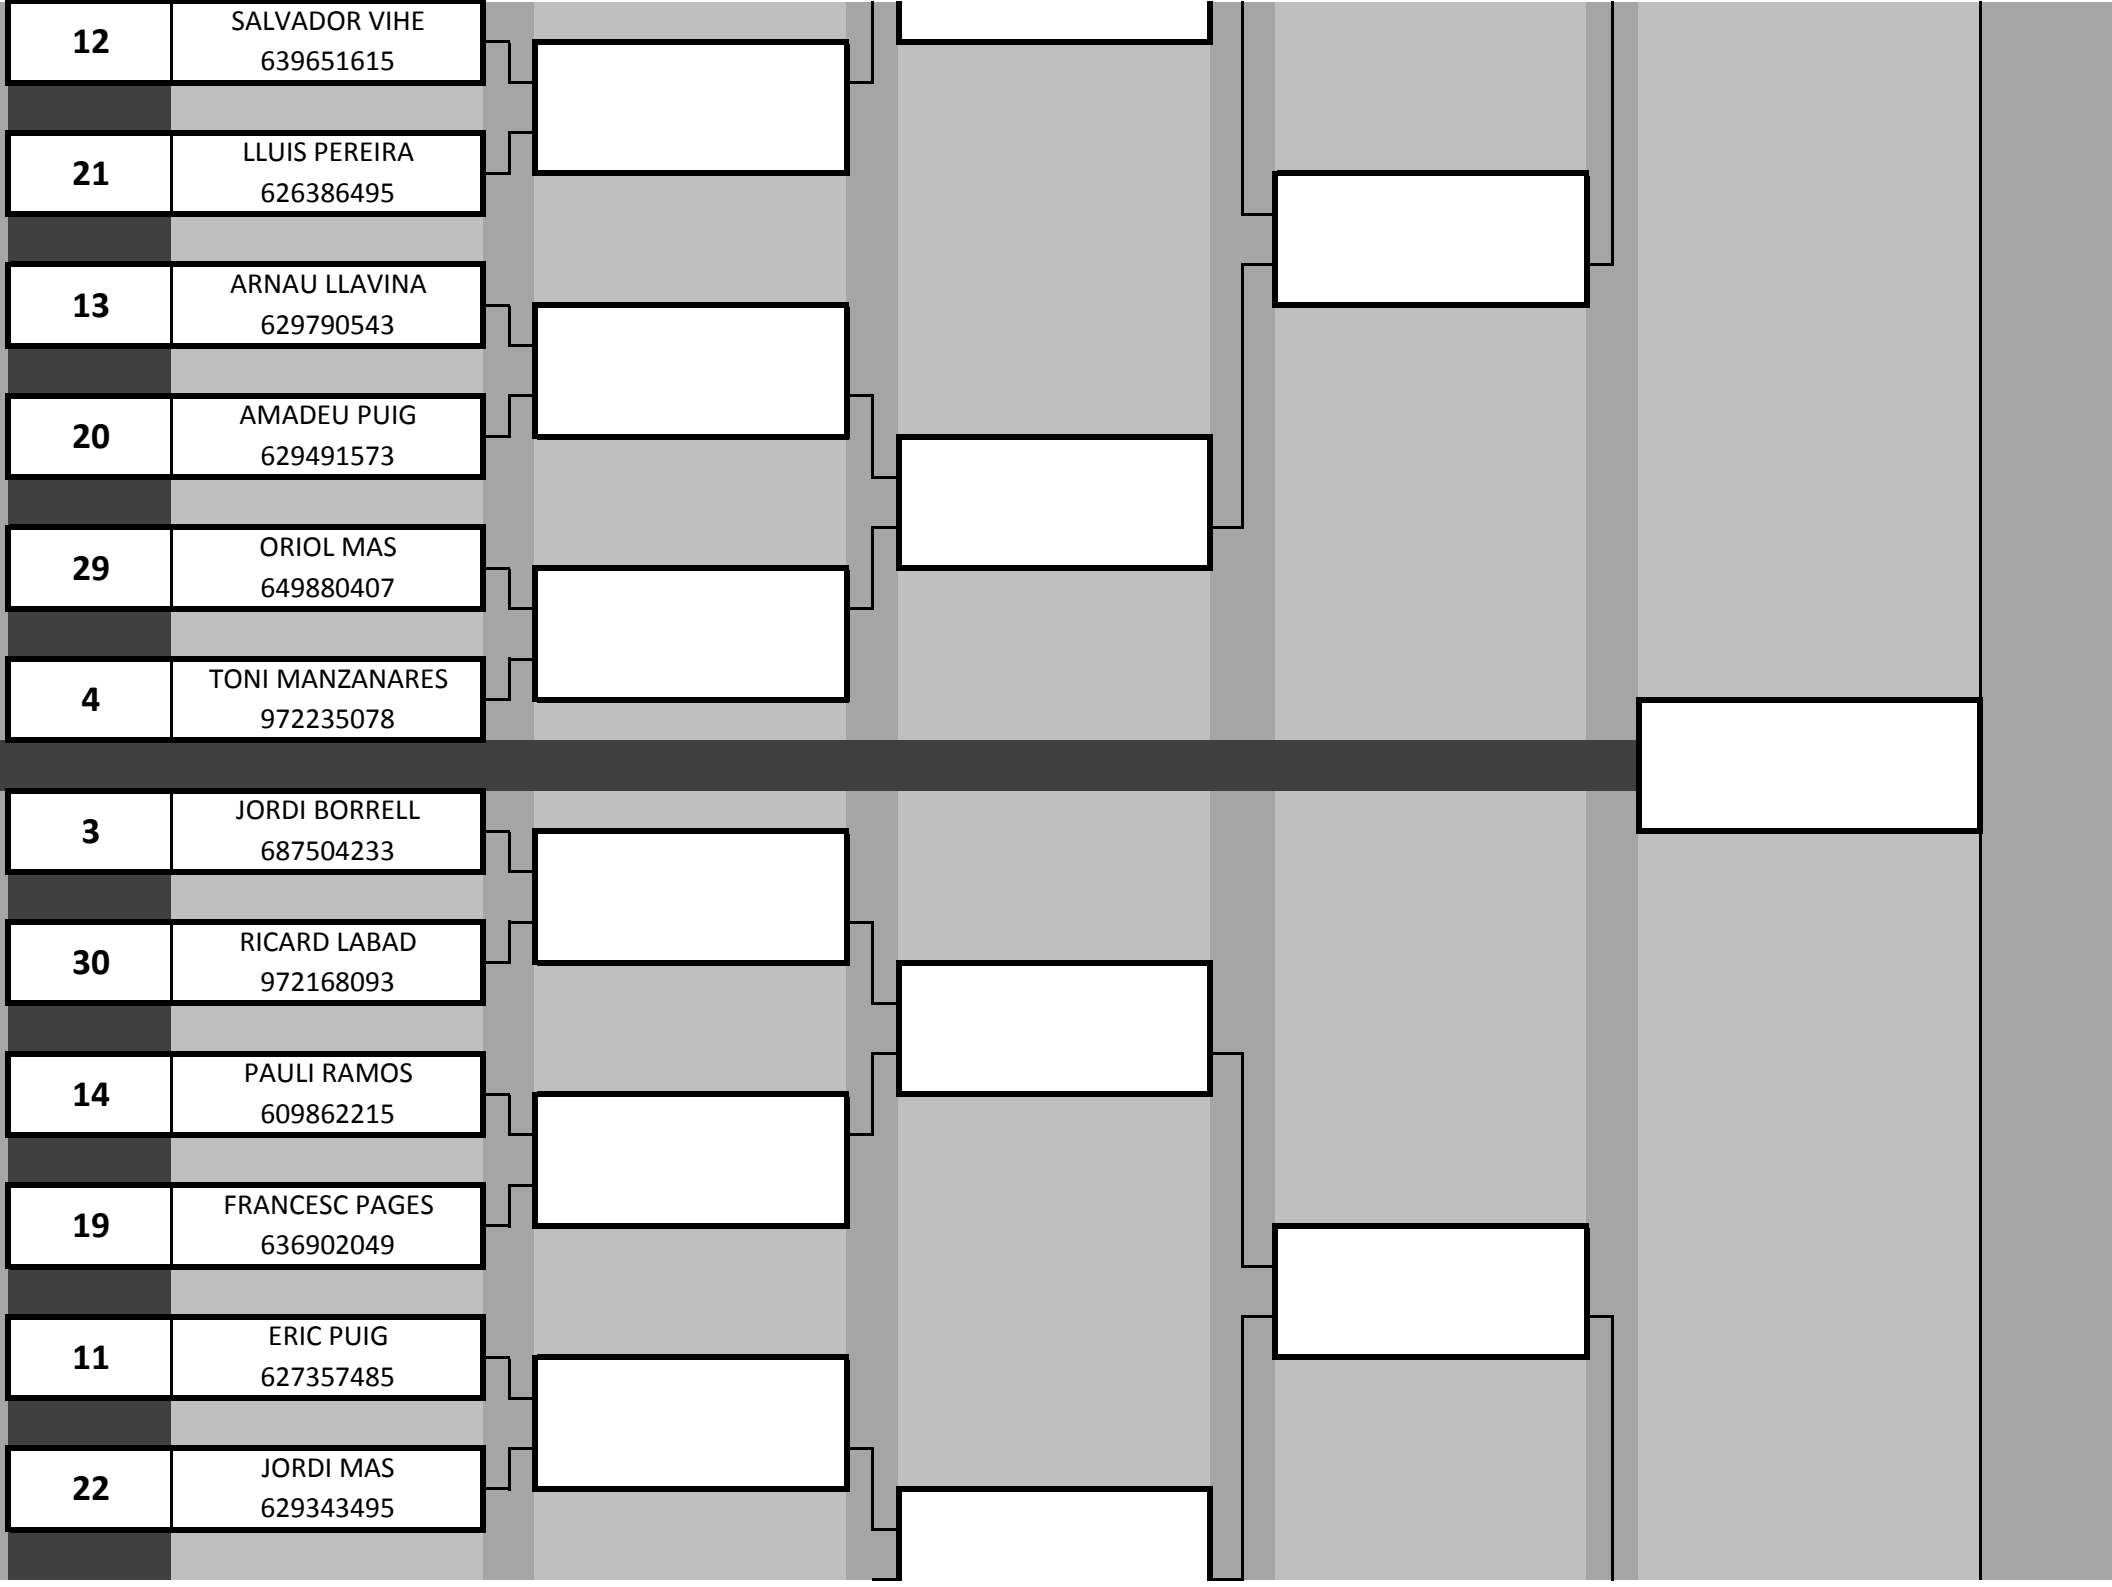 12
SALVADOR VIHE
639651615
21
LLUIS PEREIRA
626386495
13
ARNAU LLAVINA
629790543
20
AMADEU PUIG
629491573
29
ORIOL MAS
649880407
4
TONI MANZANARES
972235078
3
JORDI BORRELL
687504233
30
RICARD LABAD
972168093
14
PAULI RAMOS
609862215
19
FRANCESC PAGES
636902049
11
ERIC PUIG
627357485
22
JORDI MAS
629343495